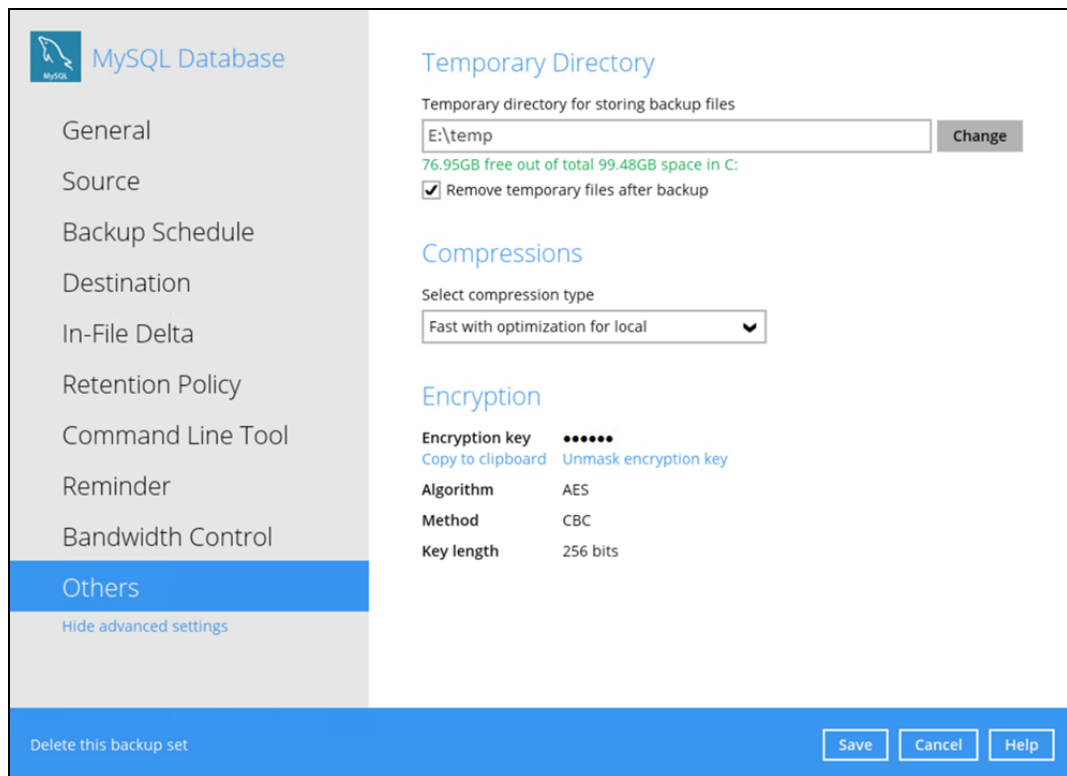 MySQL
MySQL Database
General
Source
Backup Schedule
Destination
In-File Delta
Retention Policy
Command Line Tool
Reminder
Bandwidth Control
Others
Hide advanced settings
Temporary Directory
Temporary directory for storing backup files
E:\temp
Change
76.95GB free out of total 99.48GB space in C:
Remove temporary files after backup
Compressions
Select compression type
Fast with optimization for local
Encryption
Encryption key ••••••
Copy to clipboard Unmask encryption key
Algorithm AES
Method CBC
Key length 256 bits
Delete this backup set
Save Cancel Help